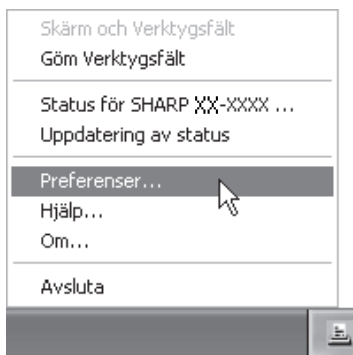 Skärm och Verktygsfält
Göm Verktygsfält
Status för SHARP XX-XXXX ...
Uppdatering av status
Preferenser...
Hjälp...
Om...
Avsluta